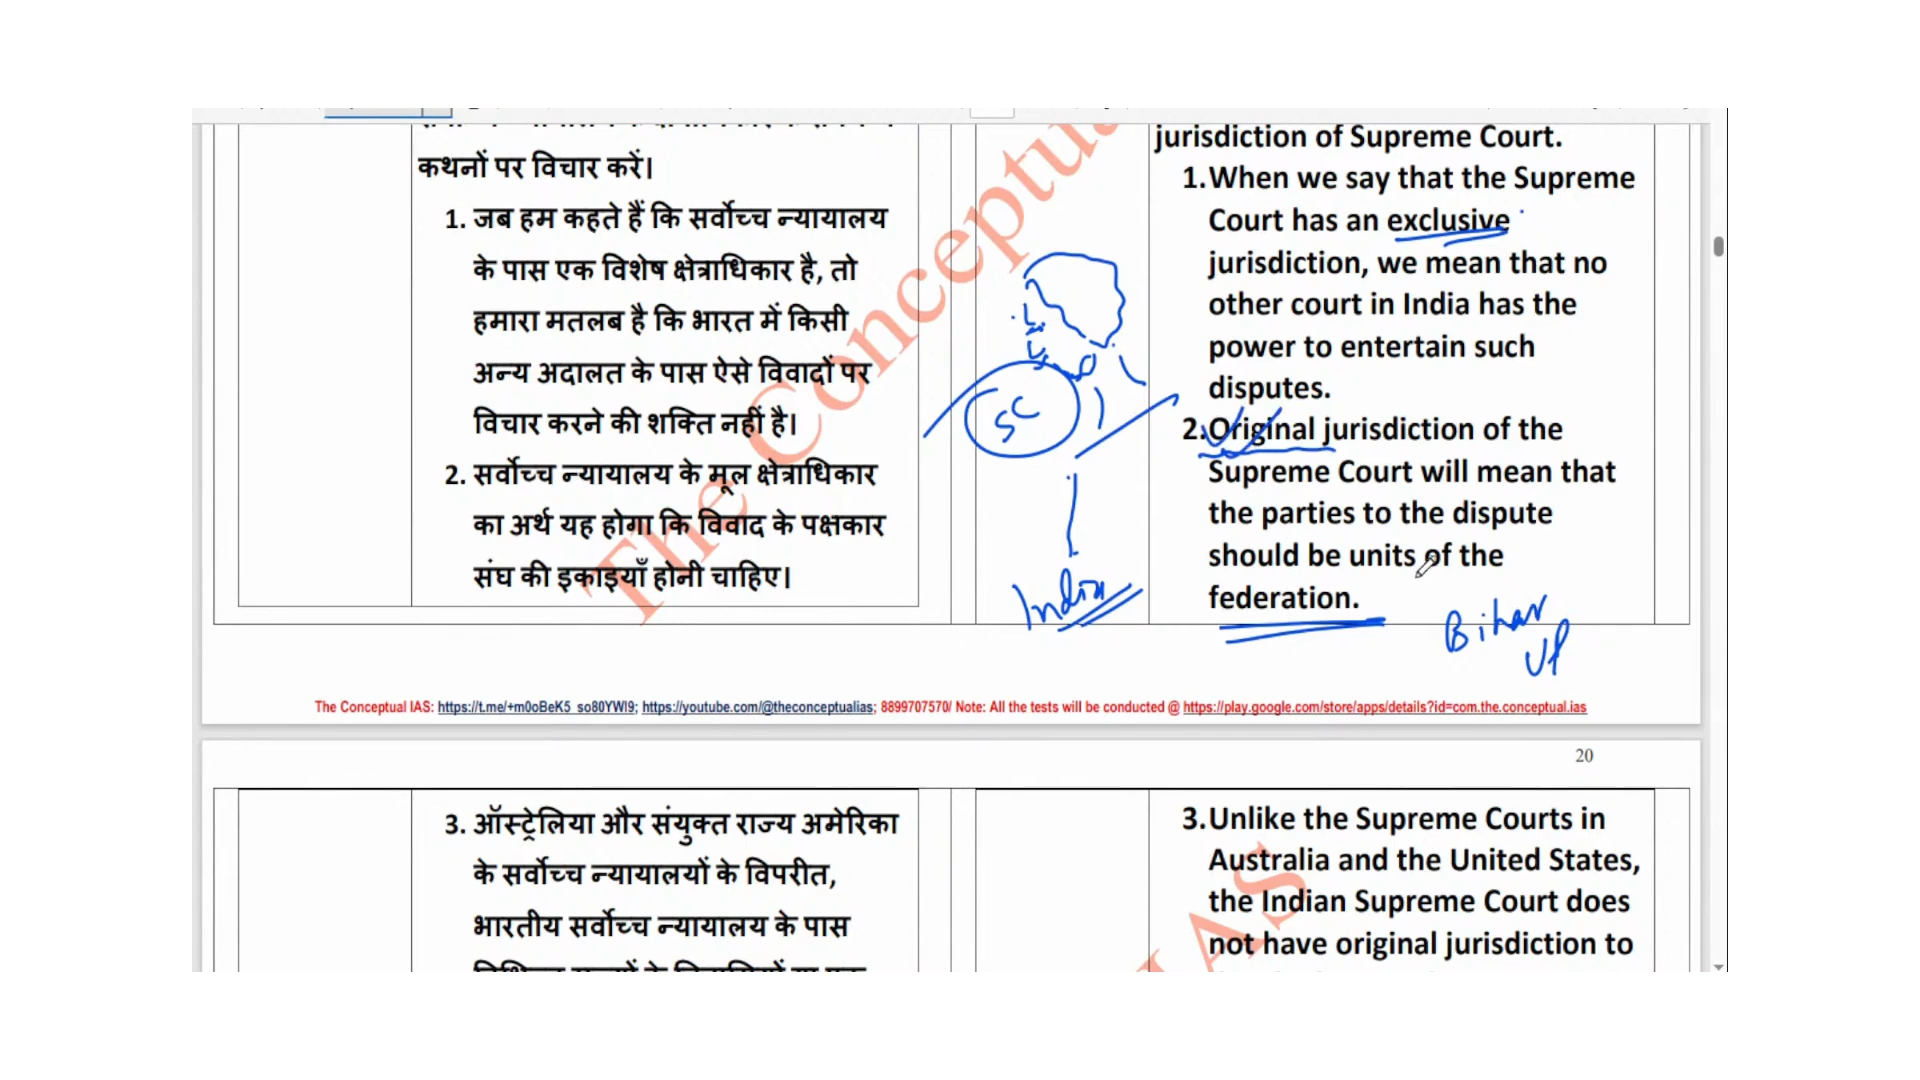 कथनों पर विचार करें।
1. जब हम कहते हैं कि सर्वोच्च न्यायालय
के पास एक विशेष क्षेत्राधिकार है, तो
हमारा मतलब है कि भारत में किसी
अन्य अदालत के पास ऐसे विवादों पर
विचार करने की शक्ति नहीं है।
2. सर्वोच्च न्यायालय के मूल क्षेत्राधिकार
का अर्थ यह होगा कि विवाद के पक्षकार
संघ की इकाइयाँ होनी चाहिए।
The Conceptu
SC
India
jurisdiction of Supreme Court.
1.When we say that the Supreme
Court has an exclusive
jurisdiction, we mean that no
other court in India has the
power to entertain such
disputes.
2.Original jurisdiction of the
Supreme Court will mean that
the parties to the dispute
should be units of the
federation.
Bihar
UP
The Conceptual IAS: https://t.me/+m0oBeK5_so80YWI9; https://youtube.com/@theconceptualias; 8899707570/ Note: All the tests will be conducted @ https://play.google.com/store/apps/details?id=com.the.conceptual.ias
20
3. ऑस्ट्रेलिया और संयुक्त राज्य अमेरिका
के सर्वोच्च न्यायालयों के विपरीत,
भारतीय सर्वोच्च न्यायालय के पास
3.Unlike the Supreme Courts in
Australia and the United States,
the Indian Supreme Court does
not have original jurisdiction to
IAS